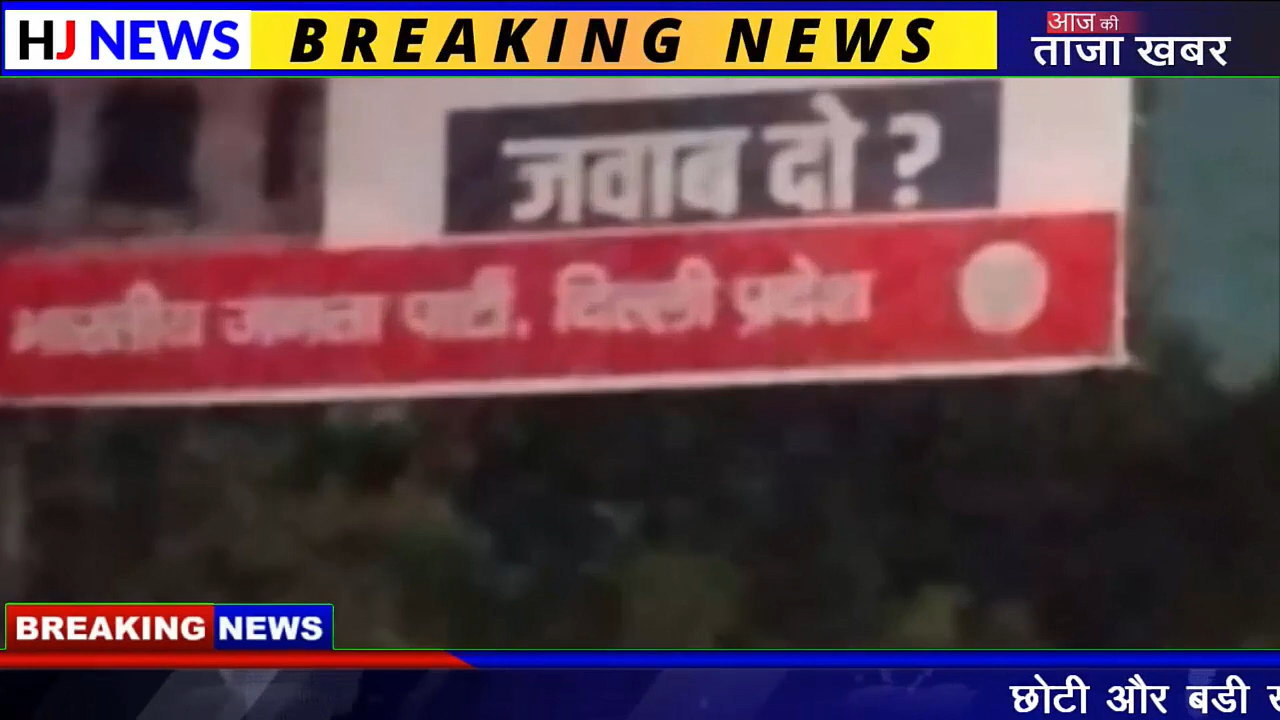 HJ NEWS
BREAKING NEWS
आज की
ताजा खबर
जवाब दो ?
भारतीय जनता पार्टी, दिल्ली प्रदेश
BREAKING NEWS
छोटी और बडी